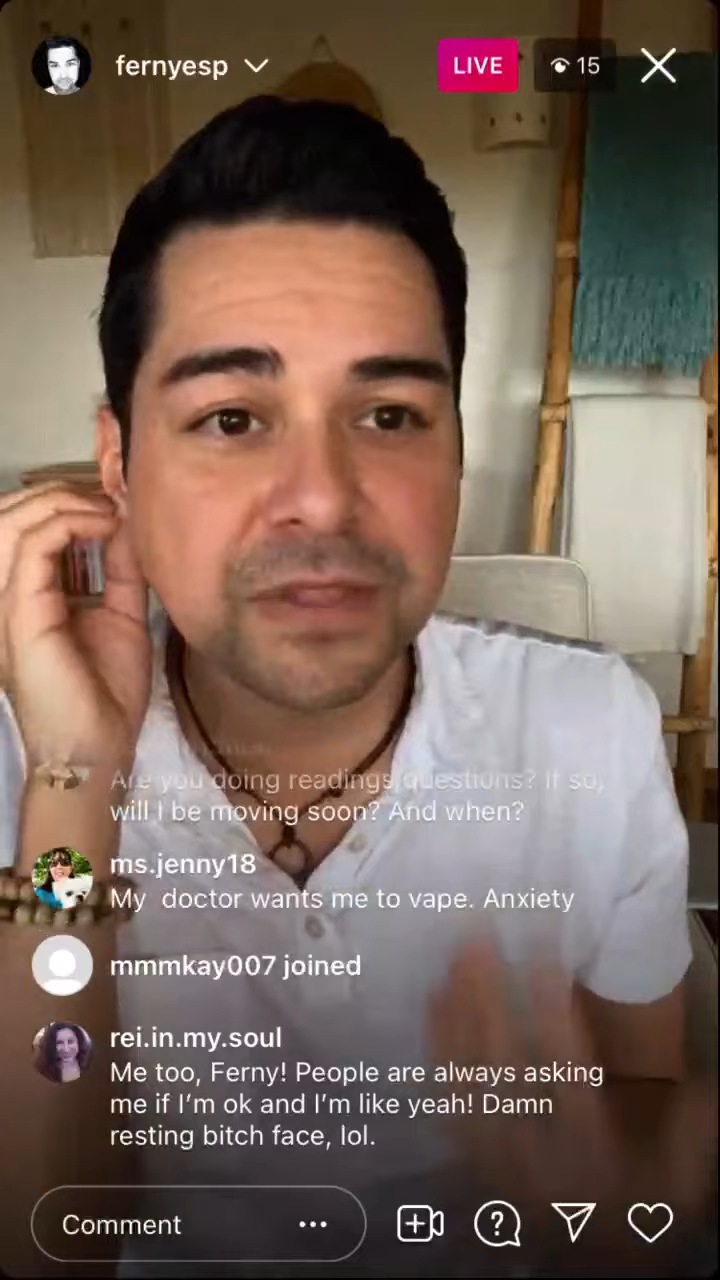 fernyesp
LIVE
15
Are you doing readings/questions? If so,
will I be moving soon? And when?
ms.jenny18
My doctor wants me to vape. Anxiety
mmmkay007 joined
rei.in.my.soul
Me too, Ferny! People are always asking
me if I'm ok and I'm like yeah! Damn
resting bitch face, lol.
Comment